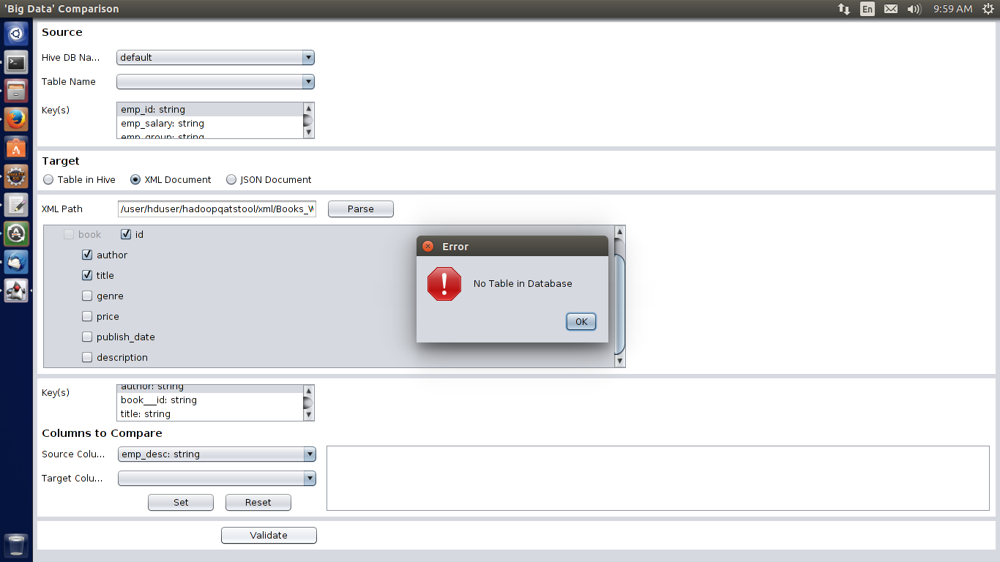 'Big Data' Comparison
En
9:59 AM
Source
Hive DB Na...
default
Table Name
Key(s)
emp_id: string
emp_salary: string
emp_group: string
Target
Table in Hive
XML Document
JSON Document
XML Path
/user/hduser/hadoopqatstool/xml/Books_W
Parse
book
id
author
title
genre
price
publish_date
description
Error
No Table in Database
OK
Key(s)
author: string
book__id: string
title: string
Columns to Compare
Source Colu...
emp_desc: string
Target Colu...
Set
Reset
Validate